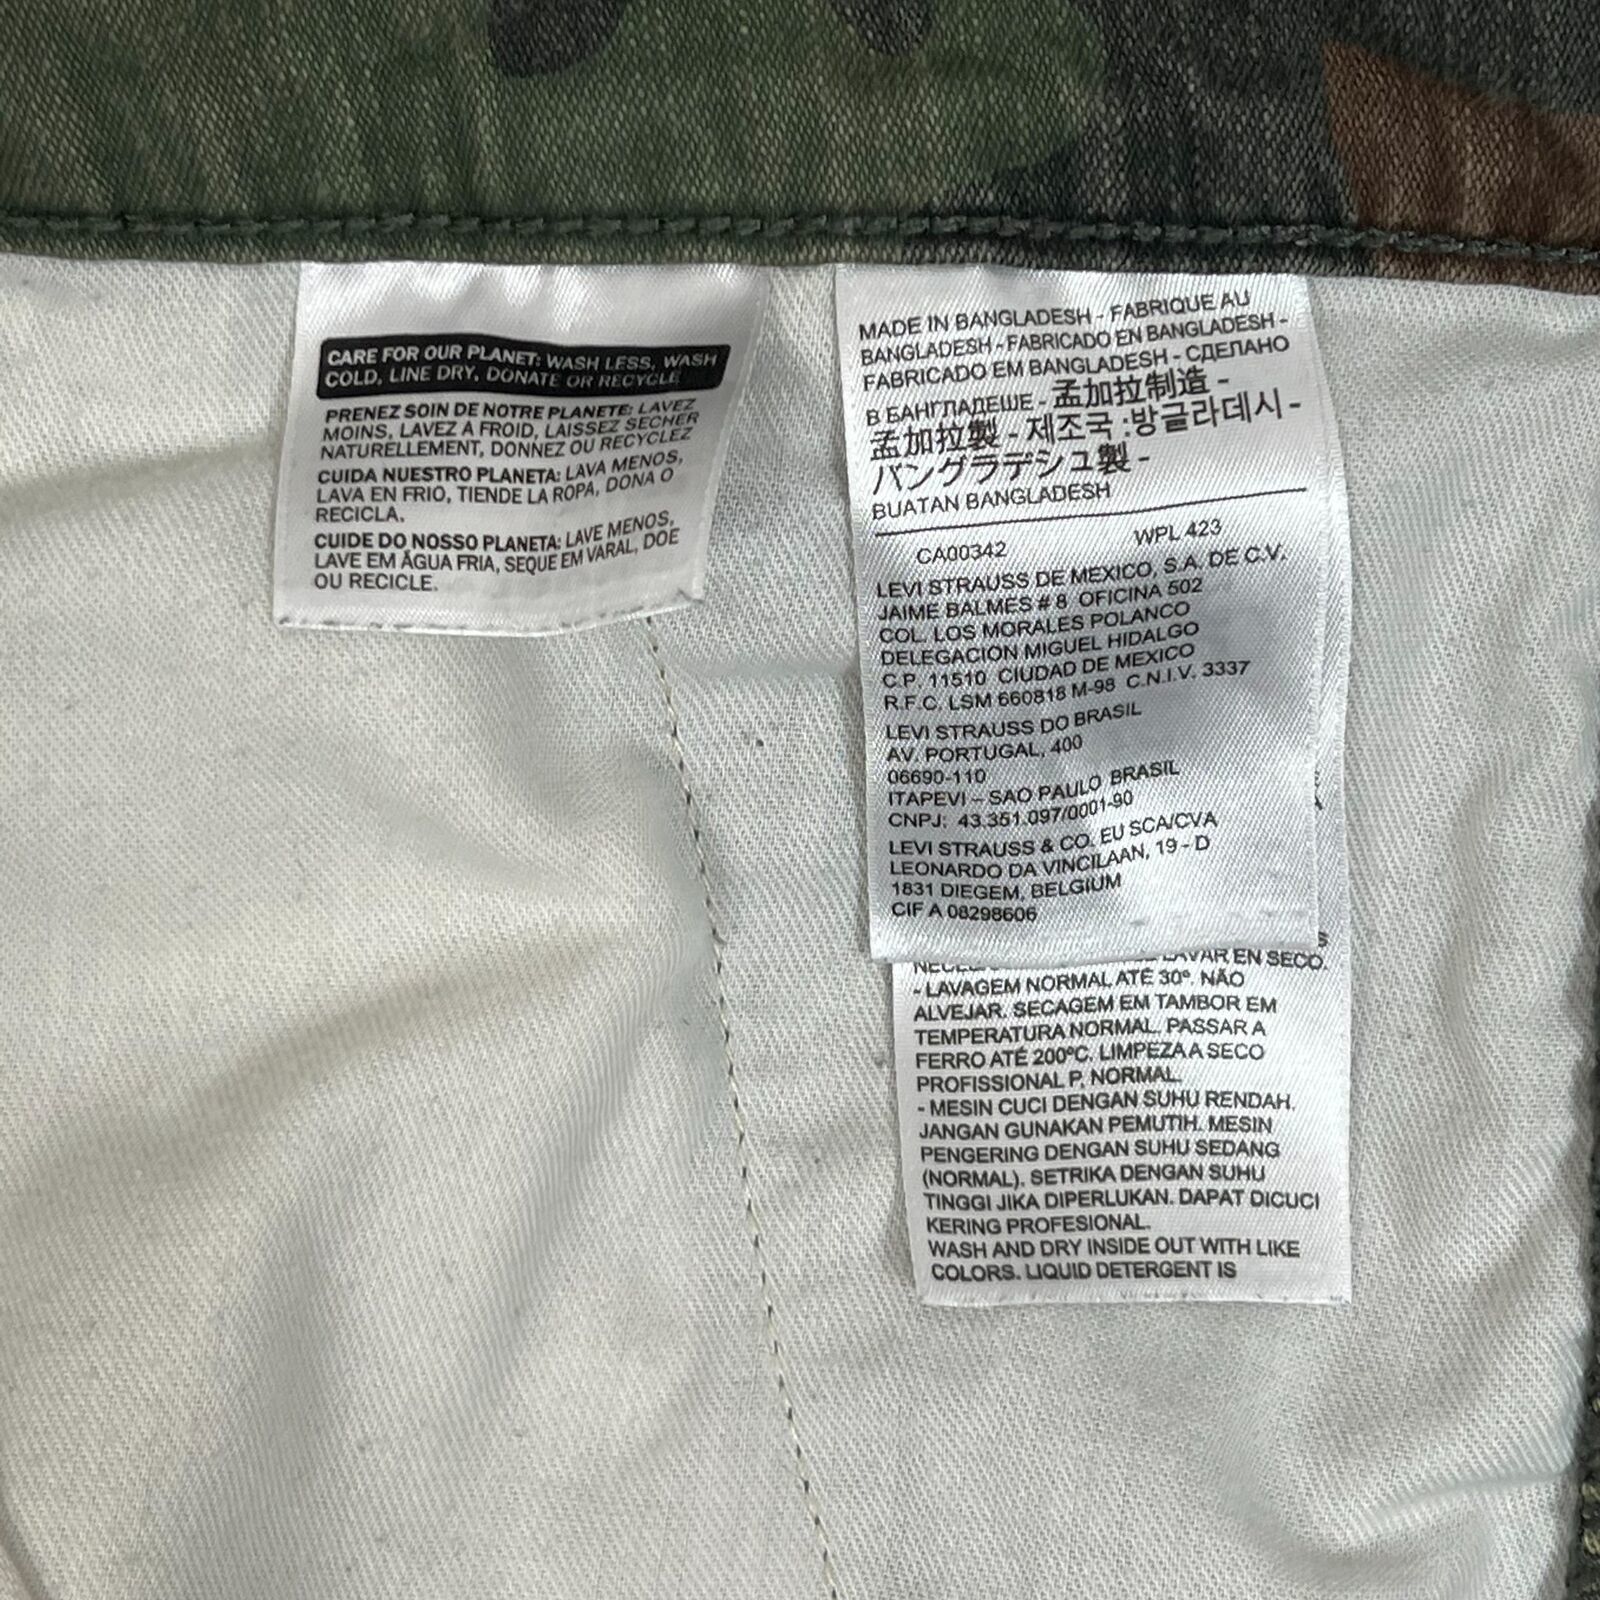 CARE FOR OUR PLANET: WASH LESS, WASH
COLD, LINE DRY, DONATE OR RECYCLE
PRENEZ SOIN DE NOTRE PLANETE: LAVEZ
MOINS, LAVEZ A FROID, LAISSEZ SECHER
NATURELLEMENT, DONNEZ OU RECYCLEZ
CUIDA NUESTRO PLANETA: LAVA MENOS,
LAVA EN FRIO, TIENDE LA ROPA, DONA O
RECICLA.
CUIDE DO NOSSO PLANETA: LAVE MENOS,
LAVE EM ÁGUA FRIA, SEQUE EM VARAL, DOE
OU RECICLE.
MADE IN BANGLADESH - FABRIQUE AU
BANGLADESH - FABRICADO EN BANGLADESH -
FABRICADO EM BANGLADESH - СДЕЛАНО
В БАНГЛАДЕШЕ - 孟加拉制造 -
孟加拉製 - 제조국 :방글라데시 -
バングラデシュ製 -
BUATAN BANGLADESH
CA00342 WPL 423
LEVI STRAUSS DE MEXICO, S.A. DE C.V.
JAIME BALMES # 8 OFICINA 502
COL. LOS MORALES POLANCO
DELEGACION MIGUEL HIDALGO
C.P. 11510 CIUDAD DE MEXICO
R.F.C. LSM 660818 M-98 C.N.I.V. 3337
LEVI STRAUSS DO BRASIL
AV. PORTUGAL, 400
06690-110
ITAPEVI – SAO PAULO BRASIL
CNPJ: 43.351.097/0001-90
LEVI STRAUSS & CO. EU SCA/CVA
LEONARDO DA VINCILAAN, 19 - D
1831 DIEGEM, BELGIUM
CIF A 08298606
LAVAR EN SECO.
- LAVAGEM NORMAL ATÉ 30º. NÃO
ALVEJAR. SECAGEM EM TAMBOR EM
TEMPERATURA NORMAL. PASSAR A
FERRO ATÉ 200ºC. LIMPEZA A SECO
PROFISSIONAL P, NORMAL.
- MESIN CUCI DENGAN SUHU RENDAH.
JANGAN GUNAKAN PEMUTIH. MESIN
PENGERING DENGAN SUHU SEDANG
(NORMAL). SETRIKA DENGAN SUHU
TINGGI JIKA DIPERLUKAN. DAPAT DICUCI
KERING PROFESIONAL.
WASH AND DRY INSIDE OUT WITH LIKE
COLORS. LIQUID DETERGENT IS